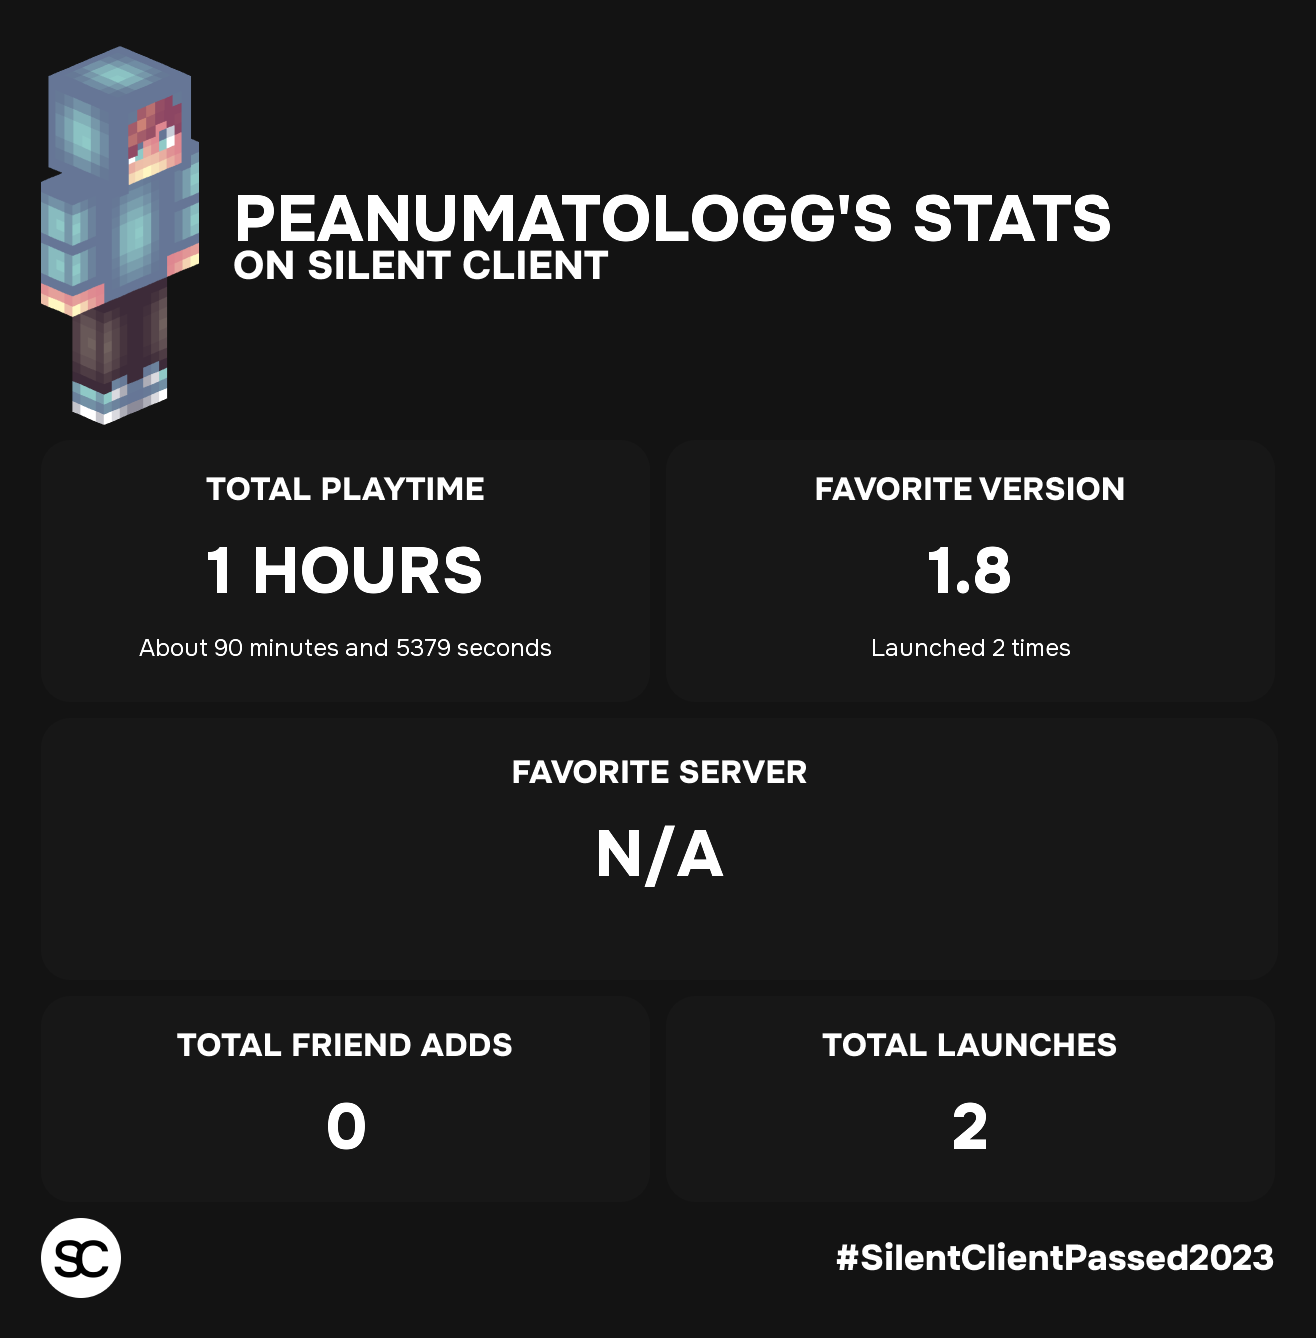 PEANUMATOLOGG'S STATS
ON SILENT CLIENT
TOTAL PLAYTIME
1 HOURS
About 90 minutes and 5379 seconds
FAVORITE VERSION
1.8
Launched 2 times
FAVORITE SERVER
N/A
TOTAL FRIEND ADDS
0
TOTAL LAUNCHES
2
SC
#SilentClientPassed2023